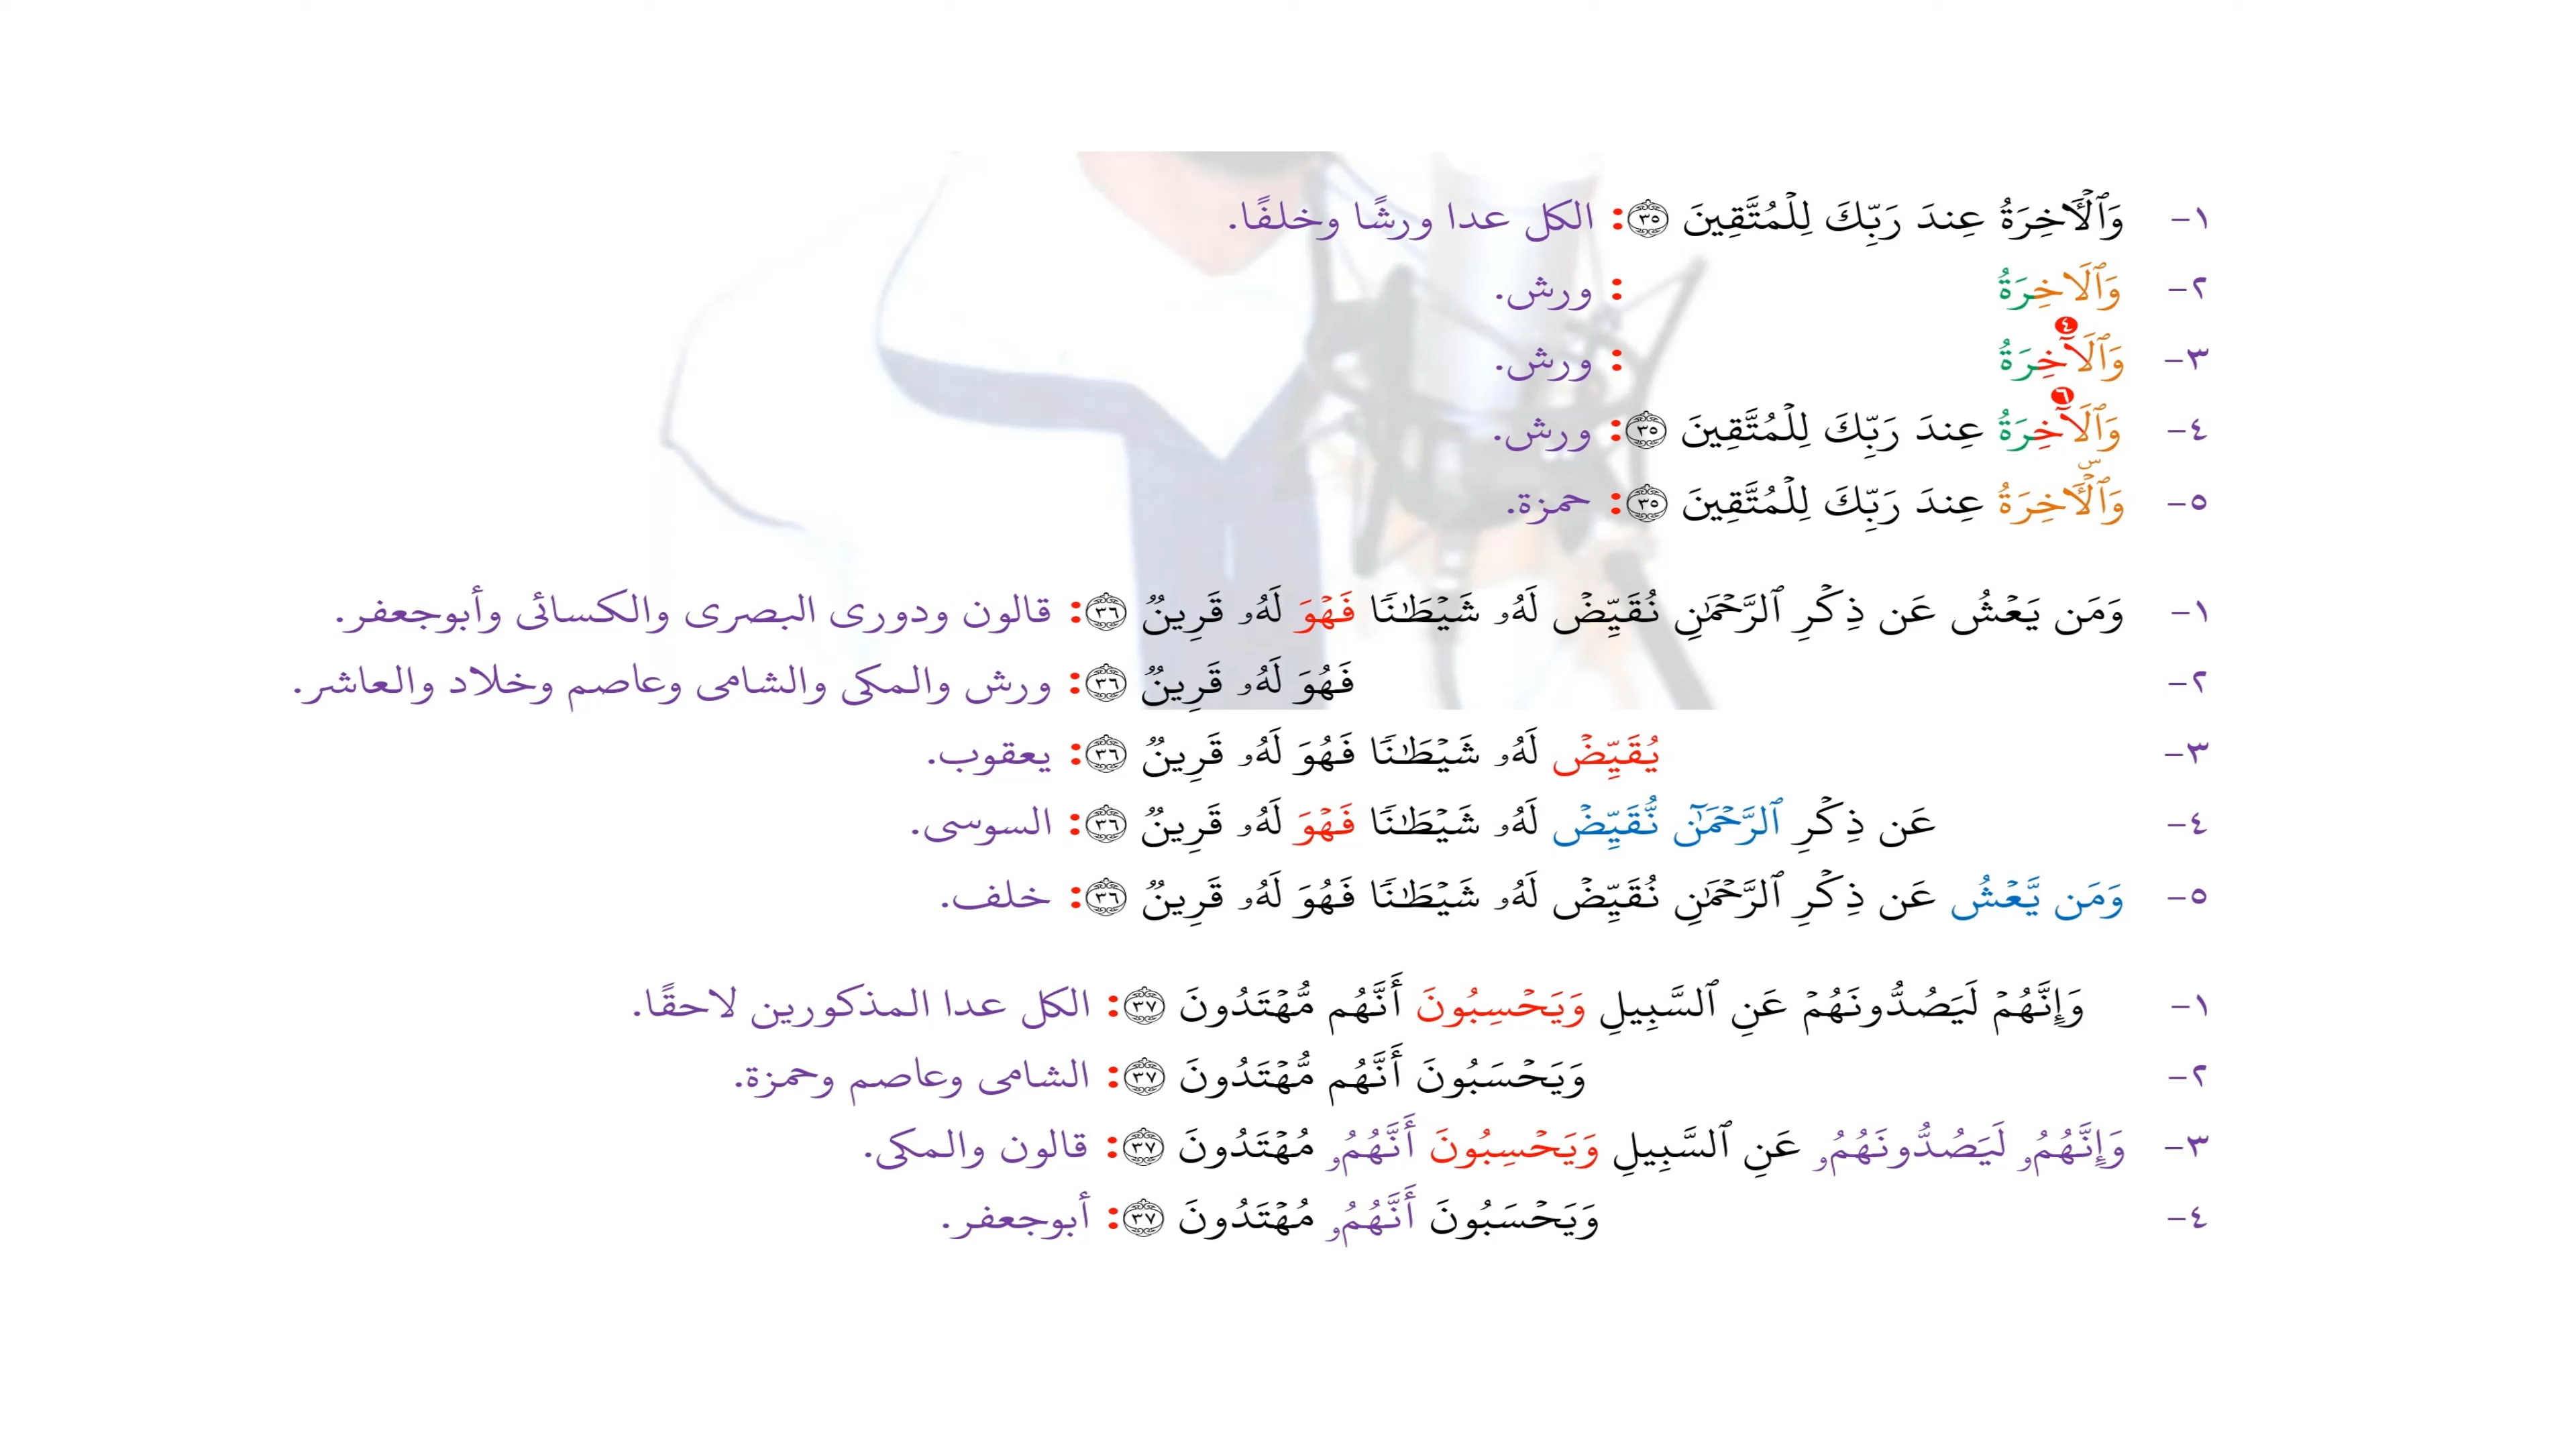 ١- وَٱلۡأٓخِرَةُ عِندَ رَبِّكَ لِلۡمُتَّقِينَ ٣٥ : الكل عدا ورشًا وخلفًا.
٢- وَٱلَاخِرَةُ : ورش.
٣- وَٱلَآخِرَةُ ٤ : ورش.
٤- وَٱلَآخِرَةُ ٦ عِندَ رَبِّكَ لِلۡمُتَّقِينَ ٣٥ : ورش.
٥- وَٱلۡأٓخِرَةُ س عِندَ رَبِّكَ لِلۡمُتَّقِينَ ٣٥ : حمزة.
١- وَمَن يَعۡشُ عَن ذِكۡرِ ٱلرَّحۡمَٰنِ نُقَيِّضۡ لَهُۥ شَيۡطَٰنٗا فَهۡوَ لَهُۥ قَرِينٞ ٣٦ : قالون ودورى البصرى والكسائى وأبوجعفر.
٢- فَهُوَ لَهُۥ قَرِينٞ ٣٦ : ورش والمكى والشامى وعاصم وخلاد والعاشر.
٣- يُقَيِّضۡ لَهُۥ شَيۡطَٰنٗا فَهُوَ لَهُۥ قَرِينٞ ٣٦ : يعقوب.
٤- عَن ذِكۡرِ ٱلرَّحۡمَٰٓن نُّقَيِّضۡ لَهُۥ شَيۡطَٰنٗا فَهۡوَ لَهُۥ قَرِينٞ ٣٦ : السوسى.
٥- وَمَن يَّعۡشُ عَن ذِكۡرِ ٱلرَّحۡمَٰنِ نُقَيِّضۡ لَهُۥ شَيۡطَٰنٗا فَهُوَ لَهُۥ قَرِينٞ ٣٦ : خلف.
١- وَإِنَّهُمۡ لَيَصُدُّونَهُمۡ عَنِ ٱلسَّبِيلِ وَيَحۡسِبُونَ أَنَّهُم مُّهۡتَدُونَ ٣٧ : الكل عدا المذكورين لاحقًا.
٢- وَيَحۡسَبُونَ أَنَّهُم مُّهۡتَدُونَ ٣٧ : الشامى وعاصم وحمزة.
٣- وَإِنَّهُمُۥ لَيَصُدُّونَهُمُۥ عَنِ ٱلسَّبِيلِ وَيَحۡسِبُونَ أَنَّهُمُۥ مُهۡتَدُونَ ٣٧ : قالون والمكى.
٤- وَيَحۡسَبُونَ أَنَّهُمُۥ مُهۡتَدُونَ ٣٧ : أبوجعفر.